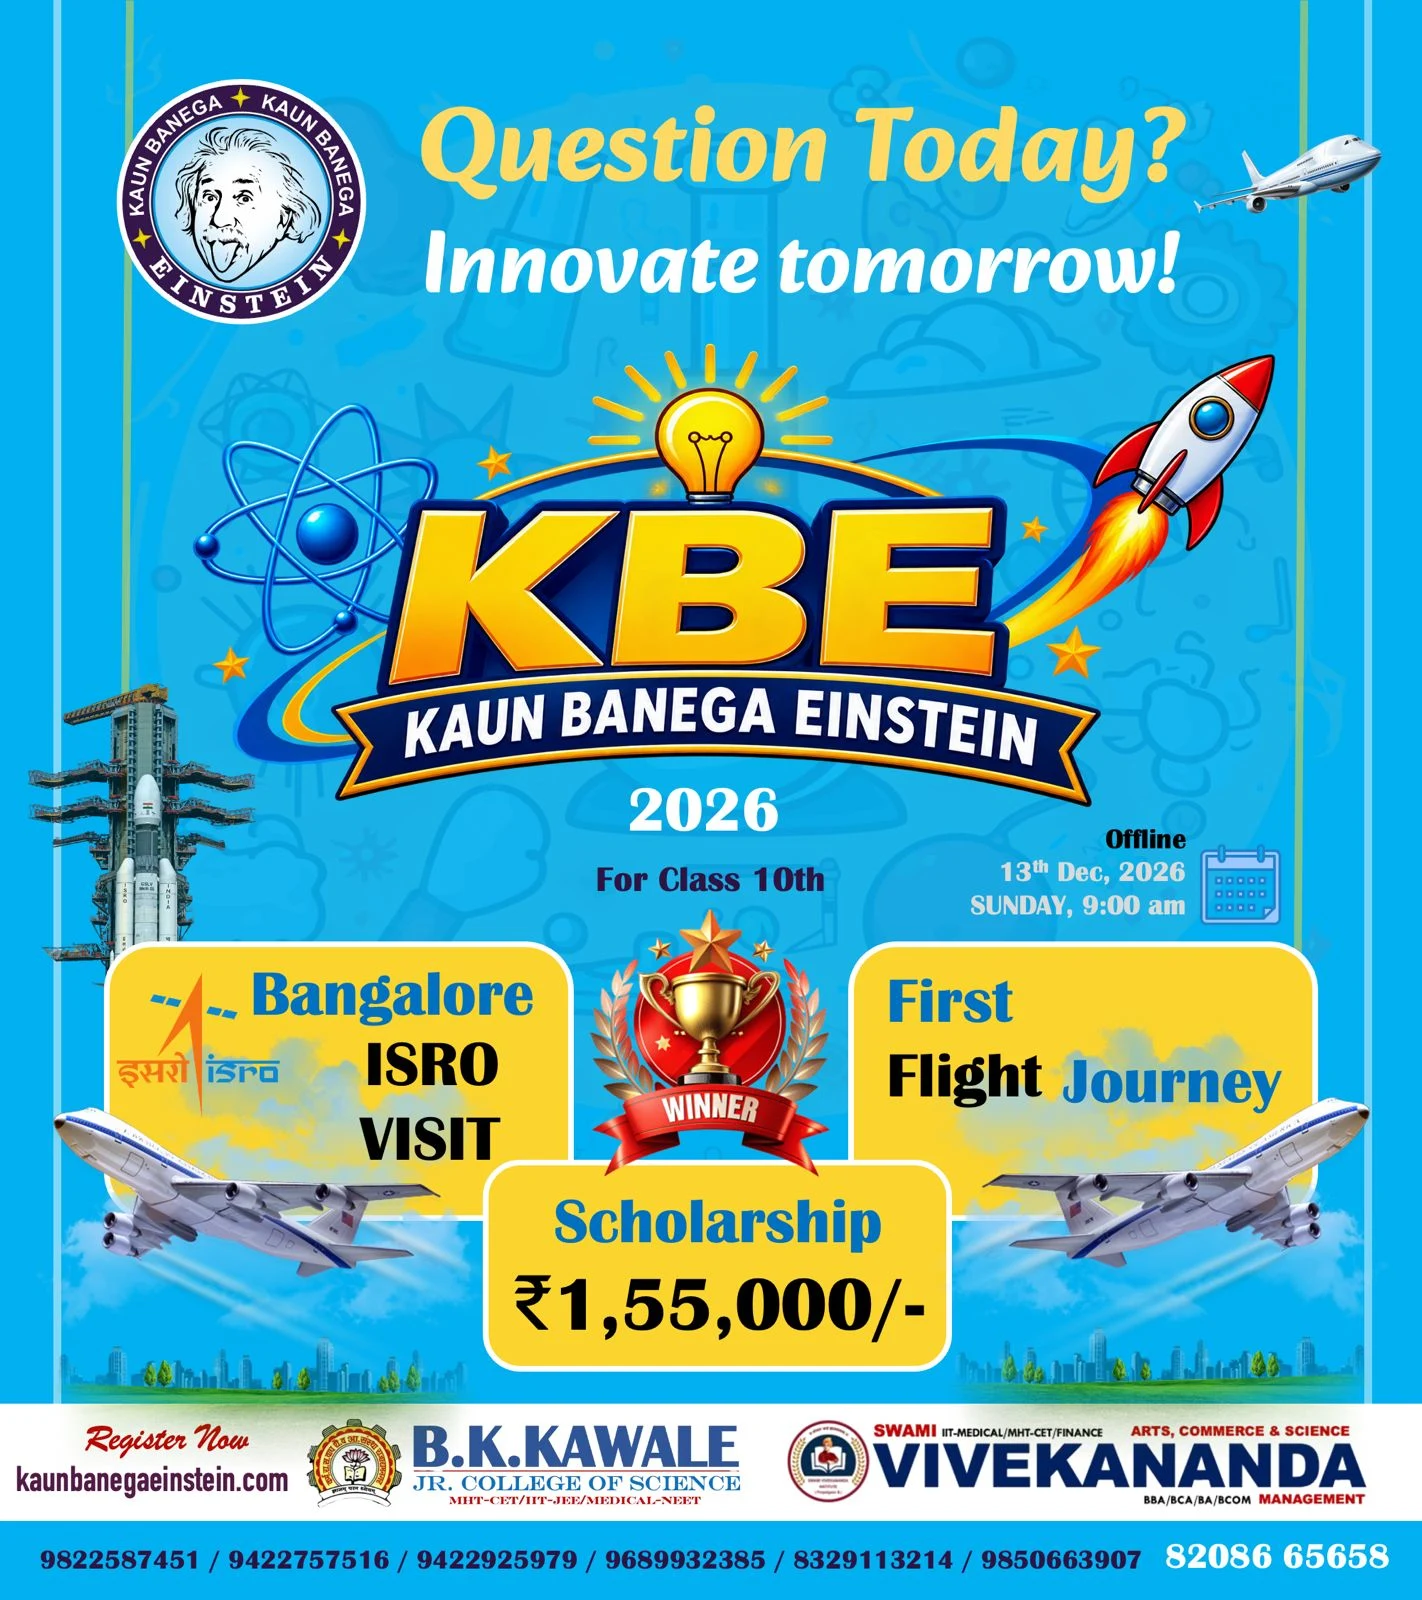 KAUN BANEGA KAUN BANEGA
EINSTEIN
Question Today?
Innovate tomorrow!
KBE
KAUN BANEGA EINSTEIN
2026
For Class 10th
Offline
13th Dec, 2026
SUNDAY, 9:00 am
ISRO
GSLV
INDIA
Bangalore
ISRO
VISIT
इसरो isro
WINNER
First
Flight Journey
Scholarship
₹1,55,000/-
Register Now
kaunbanegaeinstein.com
B.K.KAWALE
JR. COLLEGE OF SCIENCE
MHT-CET/IIT-JEE/MEDICAL-NEET
SWAMI IIT-MEDICAL/MHT-CET/FINANCE ARTS, COMMERCE & SCIENCE
VIVEKANANDA
BBA/BCA/BA/BCOM MANAGEMENT
9822587451 / 9422757516 / 9422925979 / 9689932385 / 8329113214 / 9850663907 82086 65658